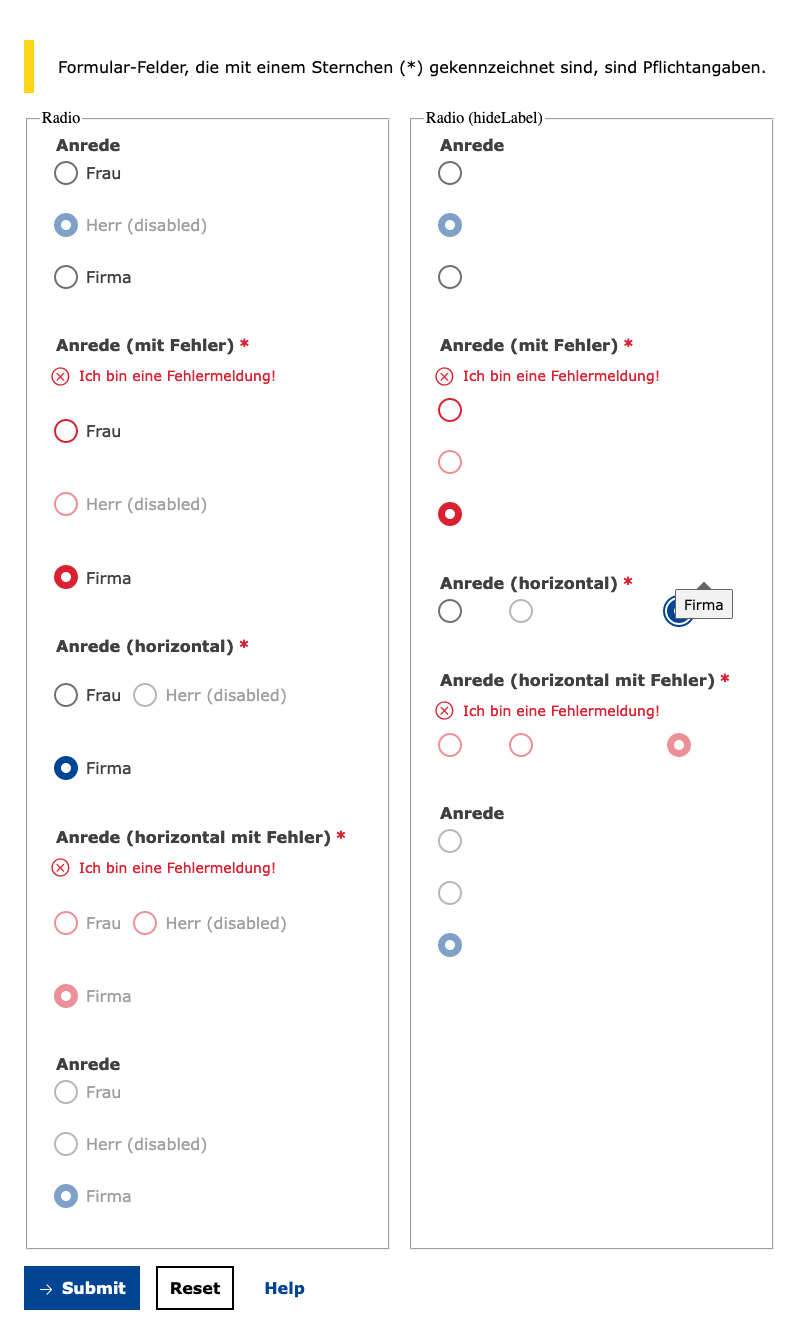 Formular-Felder, die mit einem Sternchen (*) gekennzeichnet sind, sind Pflichtangaben.
Radio
Anrede
Frau
Herr (disabled)
Firma
Anrede (mit Fehler) *
Ich bin eine Fehlermeldung!
Frau
Herr (disabled)
Firma
Anrede (horizontal) *
Frau Herr (disabled)
Firma
Anrede (horizontal mit Fehler) *
Ich bin eine Fehlermeldung!
Frau Herr (disabled)
Firma
Anrede
Frau
Herr (disabled)
Firma
Radio (hideLabel)
Anrede
Anrede (mit Fehler) *
Ich bin eine Fehlermeldung!
Anrede (horizontal) *
Firma
Anrede (horizontal mit Fehler) *
Ich bin eine Fehlermeldung!
Anrede
→ Submit Reset Help